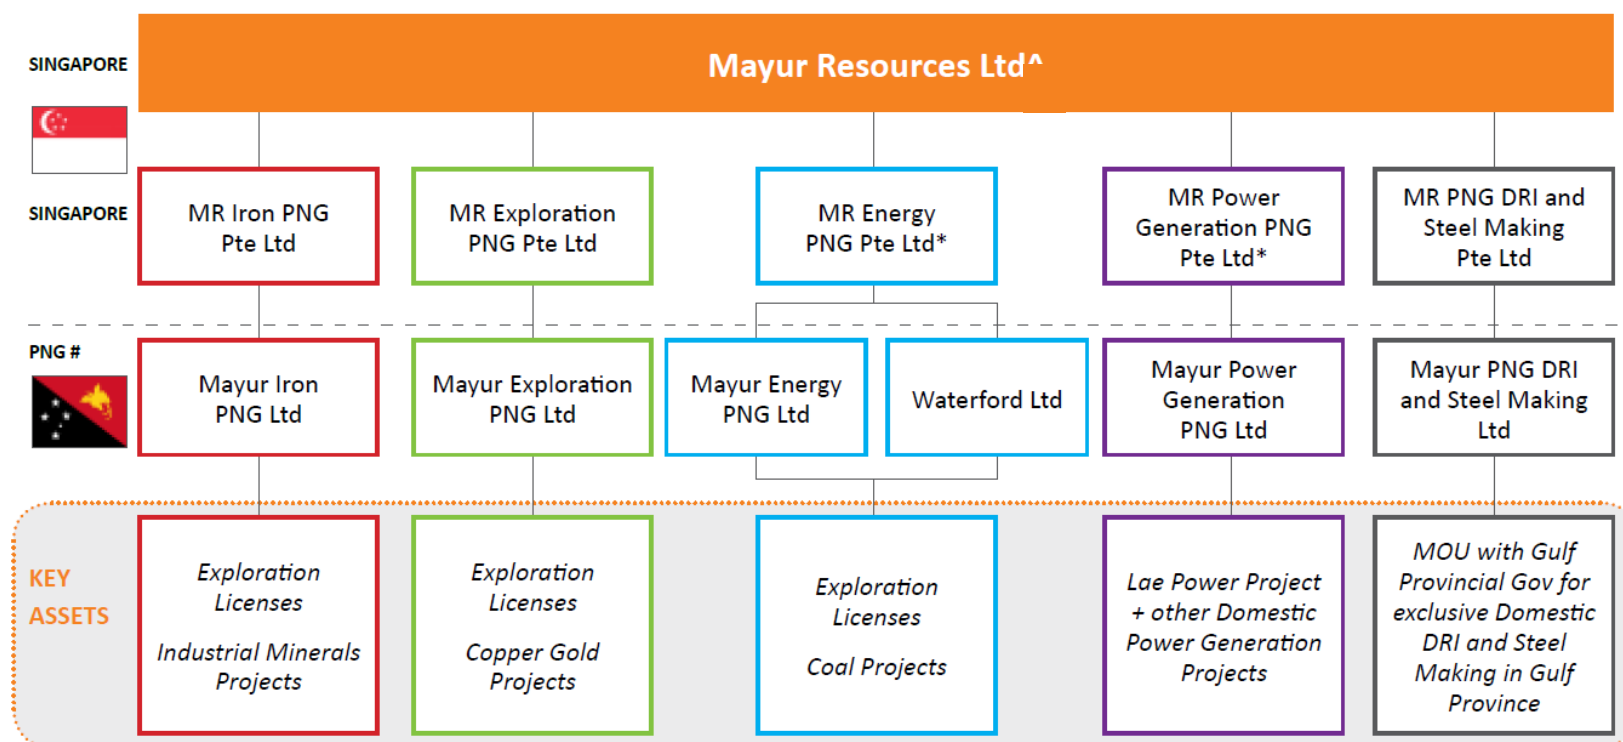 SINGAPORE
Mayur Resources Ltd^
SINGAPORE
MR Iron PNG
Pte Ltd
MR Exploration
PNG Pte Ltd
MR Energy
PNG Pte Ltd*
MR Power
Generation PNG
Pte Ltd*
MR PNG DRI and
Steel Making
Pte Ltd
PNG #
Mayur Iron
PNG Ltd
Mayur Exploration
PNG Ltd
Mayur Energy
PNG Ltd
Waterford Ltd
Mayur Power
Generation
PNG Ltd
Mayur PNG DRI
and Steel Making
Ltd
KEY
ASSETS
Exploration
Licenses
Industrial Minerals
Projects
Exploration
Licenses
Copper Gold
Projects
Exploration
Licenses
Coal Projects
Lae Power Project
+ other Domestic
Power Generation
Projects
MOU with Gulf
Provincial Gov for
exclusive Domestic
DRI and Steel
Making in Gulf
Province